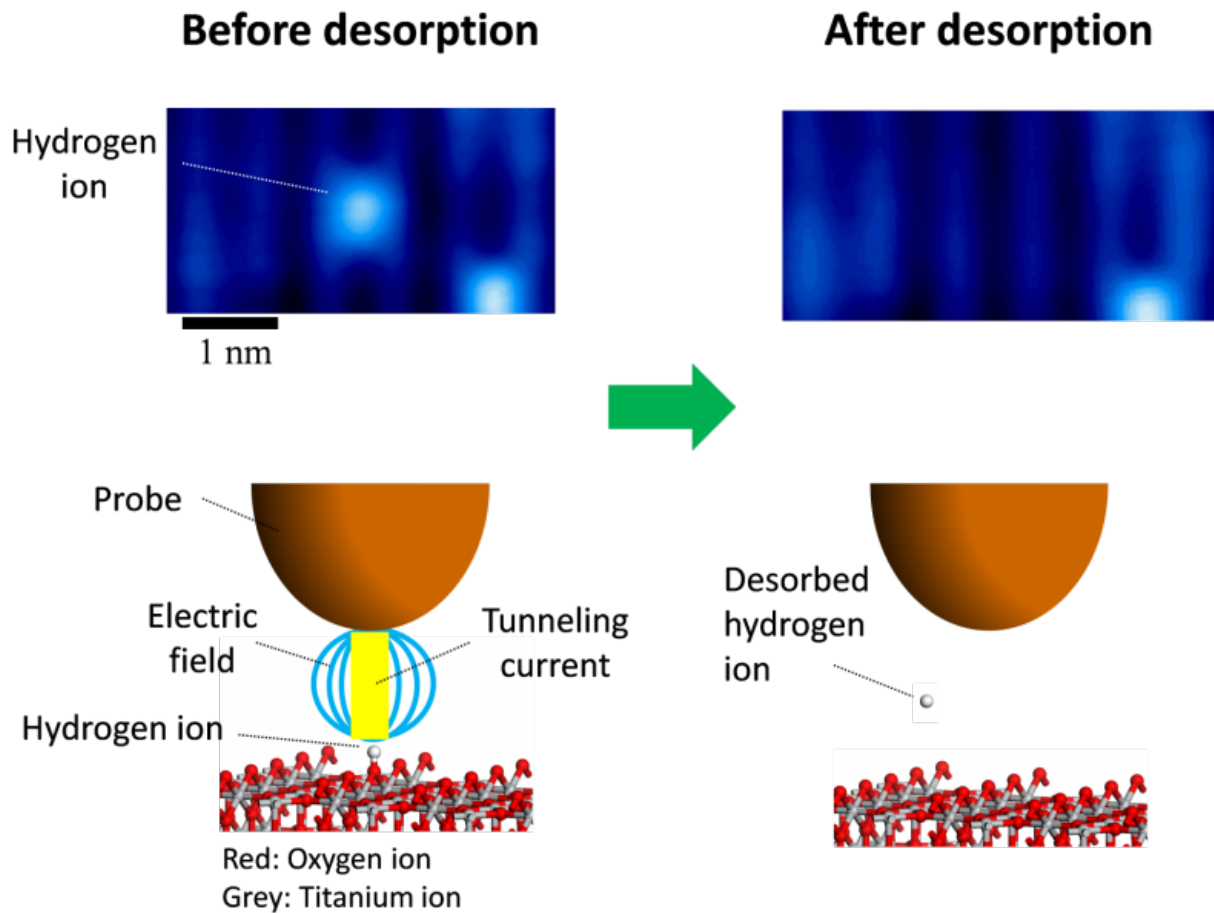 Before desorption
After desorption
Hydrogen
ion
1 nm
Probe
Electric
field
Tunneling
current
Hydrogen ion
Desorbed
hydrogen
ion
Red: Oxygen ion
Grey: Titanium ion